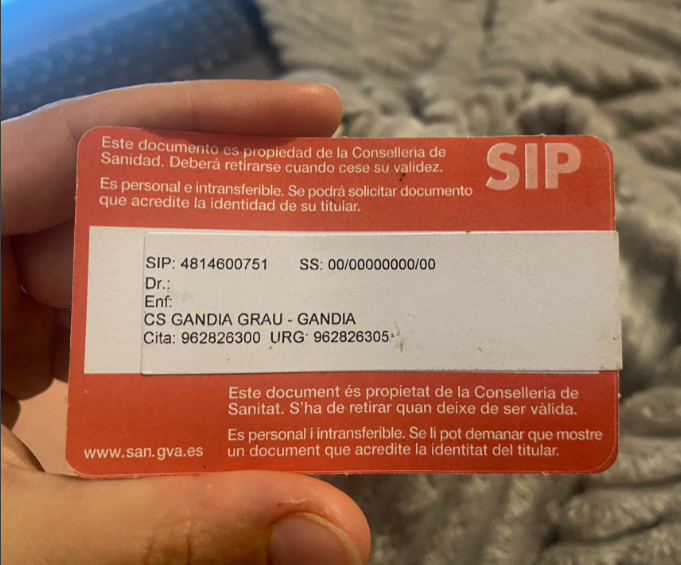 Este documento es propiedad de la Conselleria de
Sanidad. Deberá retirarse cuando cese su validez.
SIP
Es personal e intransferible. Se podrá solicitar documento
que acredite la identidad de su titular.
SIP: 4814600751 SS: 00/00000000/00
Dr.:
Enf:
CS GANDIA GRAU - GANDIA
Cita: 962826300 URG: 962826305
Este document és propietat de la Conselleria de
Sanitat. S'ha de retirar quan deixe de ser vàlida.
Es personal i intransferible. Se li pot demanar que mostre
www.san.gva.es un document que acredite la identitat del titular.